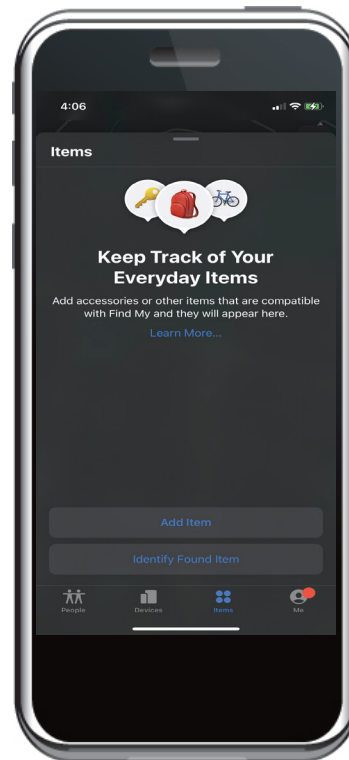 4:06
Items
Keep Track of Your
Everyday Items
Add accessories or other items that are compatible
with Find My and they will appear here.
Learn More...
Add Item
Identify Found Item
People
Devices
Items
Me